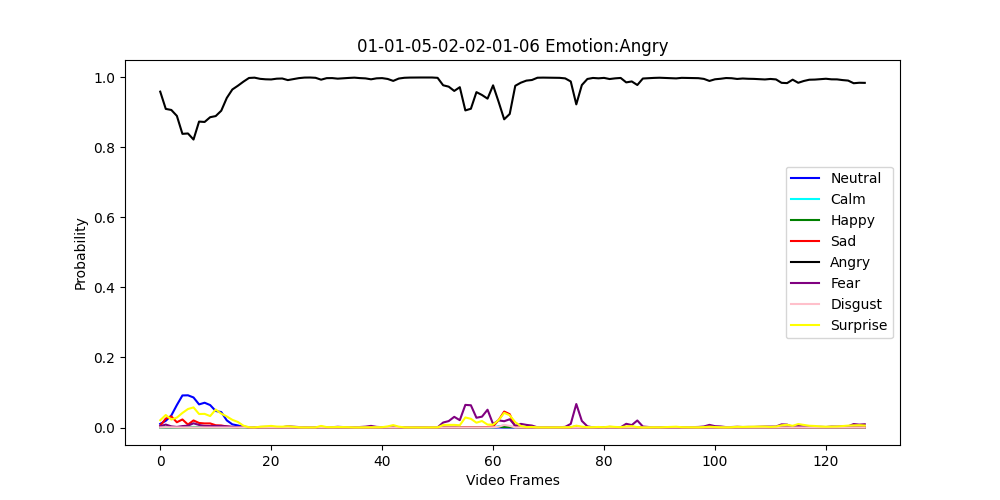 01-01-05-02-02-01-06 Emotion:Angry
Probability
1.0
0.8
0.6
0.4
0.2
0.0
0 20 40 60 80 100 120
Video Frames
Neutral
Calm
Happy
Sad
Angry
Fear
Disgust
Surprise